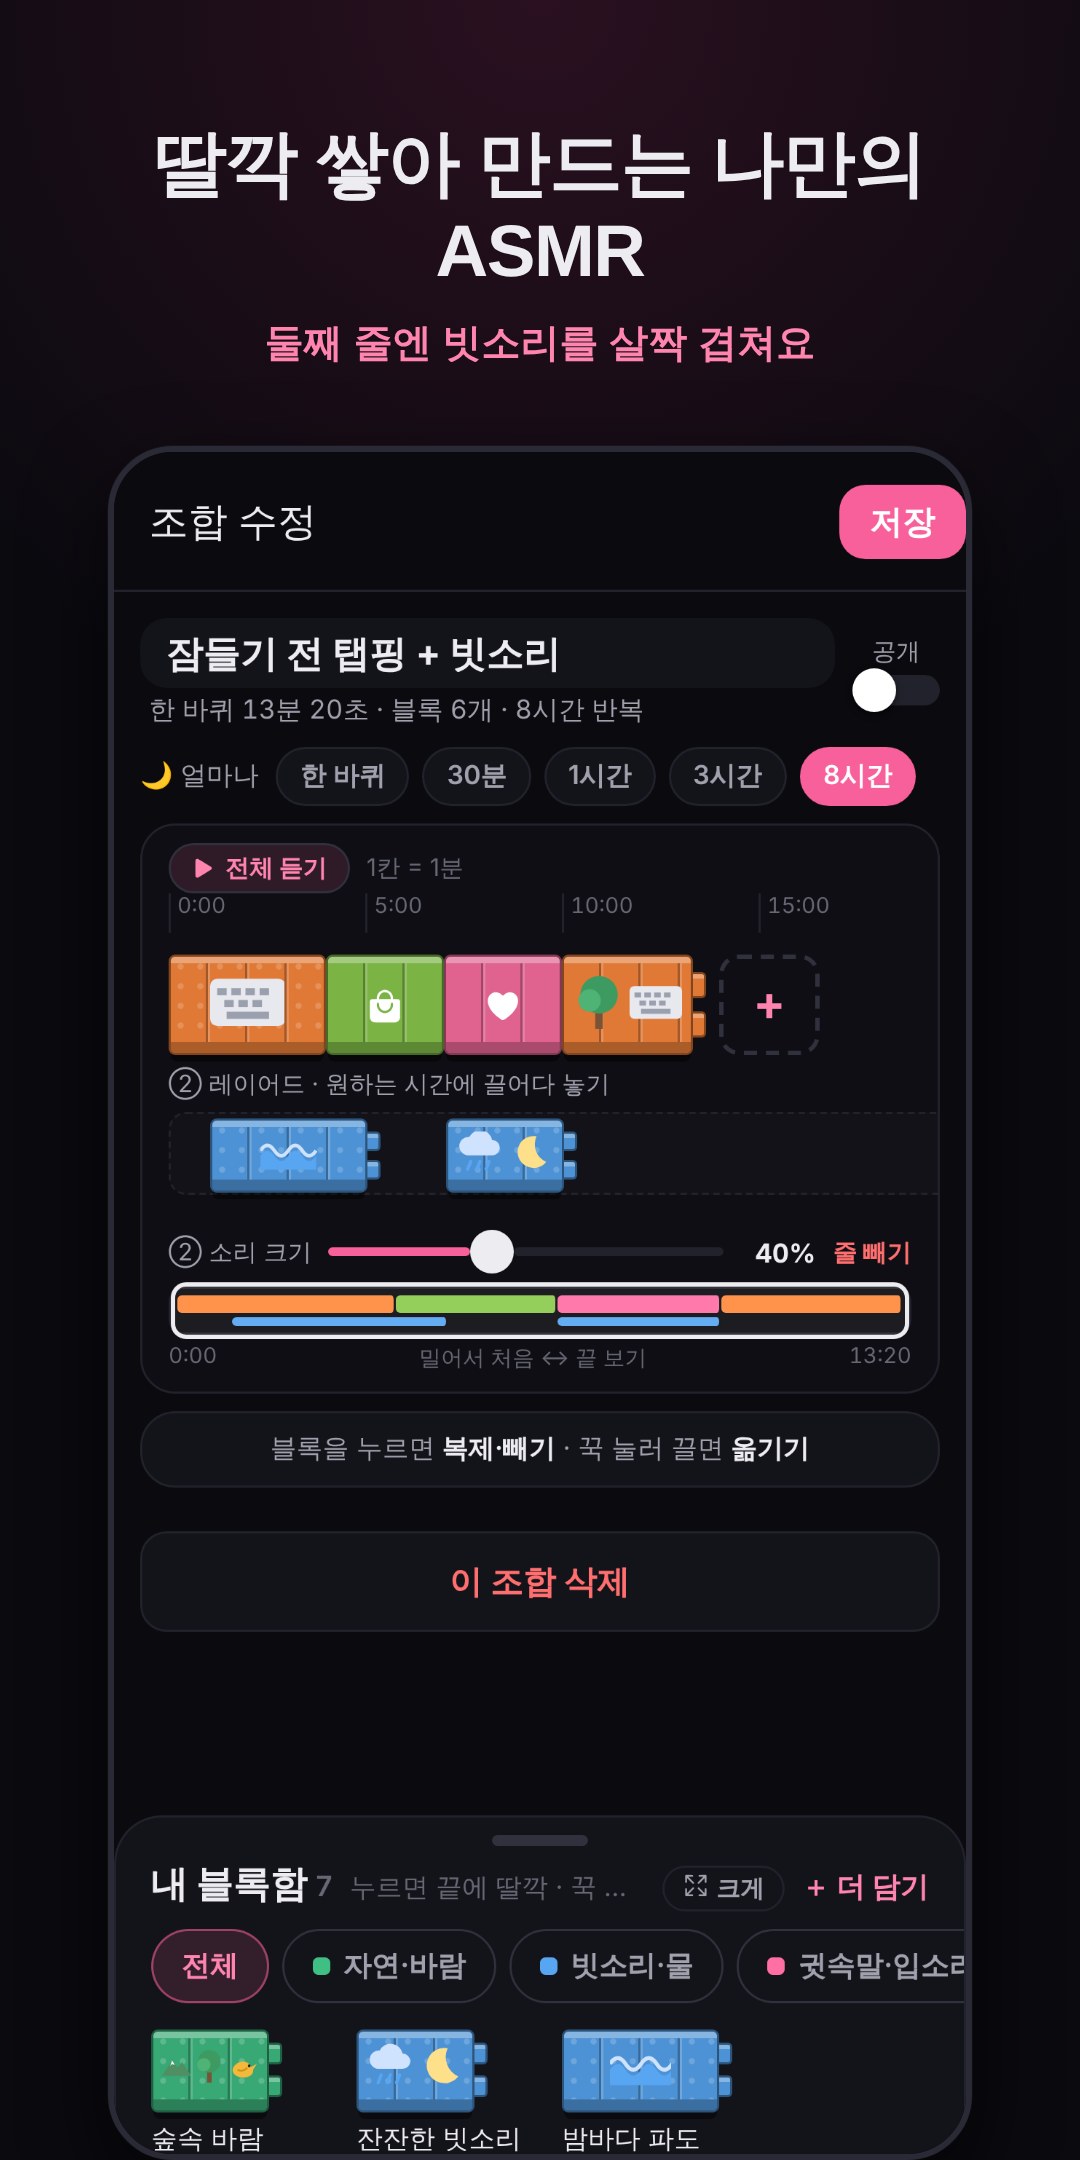 딸깍 쌓아 만드는 나만의
ASMR
둘째 줄엔 빗소리를 살짝 겹쳐요
조합 수정
저장
잠들기 전 탭핑 + 빗소리
공개
한 바퀴 13분 20초 · 블록 6개 · 8시간 반복
🌙 얼마나 한 바퀴 30분 1시간 3시간 8시간
▶ 전체 듣기 1칸 = 1분
0:00 5:00 10:00 15:00
+
② 레이어드 · 원하는 시간에 끌어다 놓기
② 소리 크기 40% 줄 빼기
0:00 밀어서 처음 ↔ 끝 보기 13:20
블록을 누르면 복제·빼기 · 꾹 눌러 끌면 옮기기
이 조합 삭제
내 블록함 7 누르면 끝에 딸깍 · 꾹 ... 크게 + 더 담기
전체 자연·바람 빗소리·물 귓속말·입소리
숲속 바람 잔잔한 빗소리 밤바다 파도